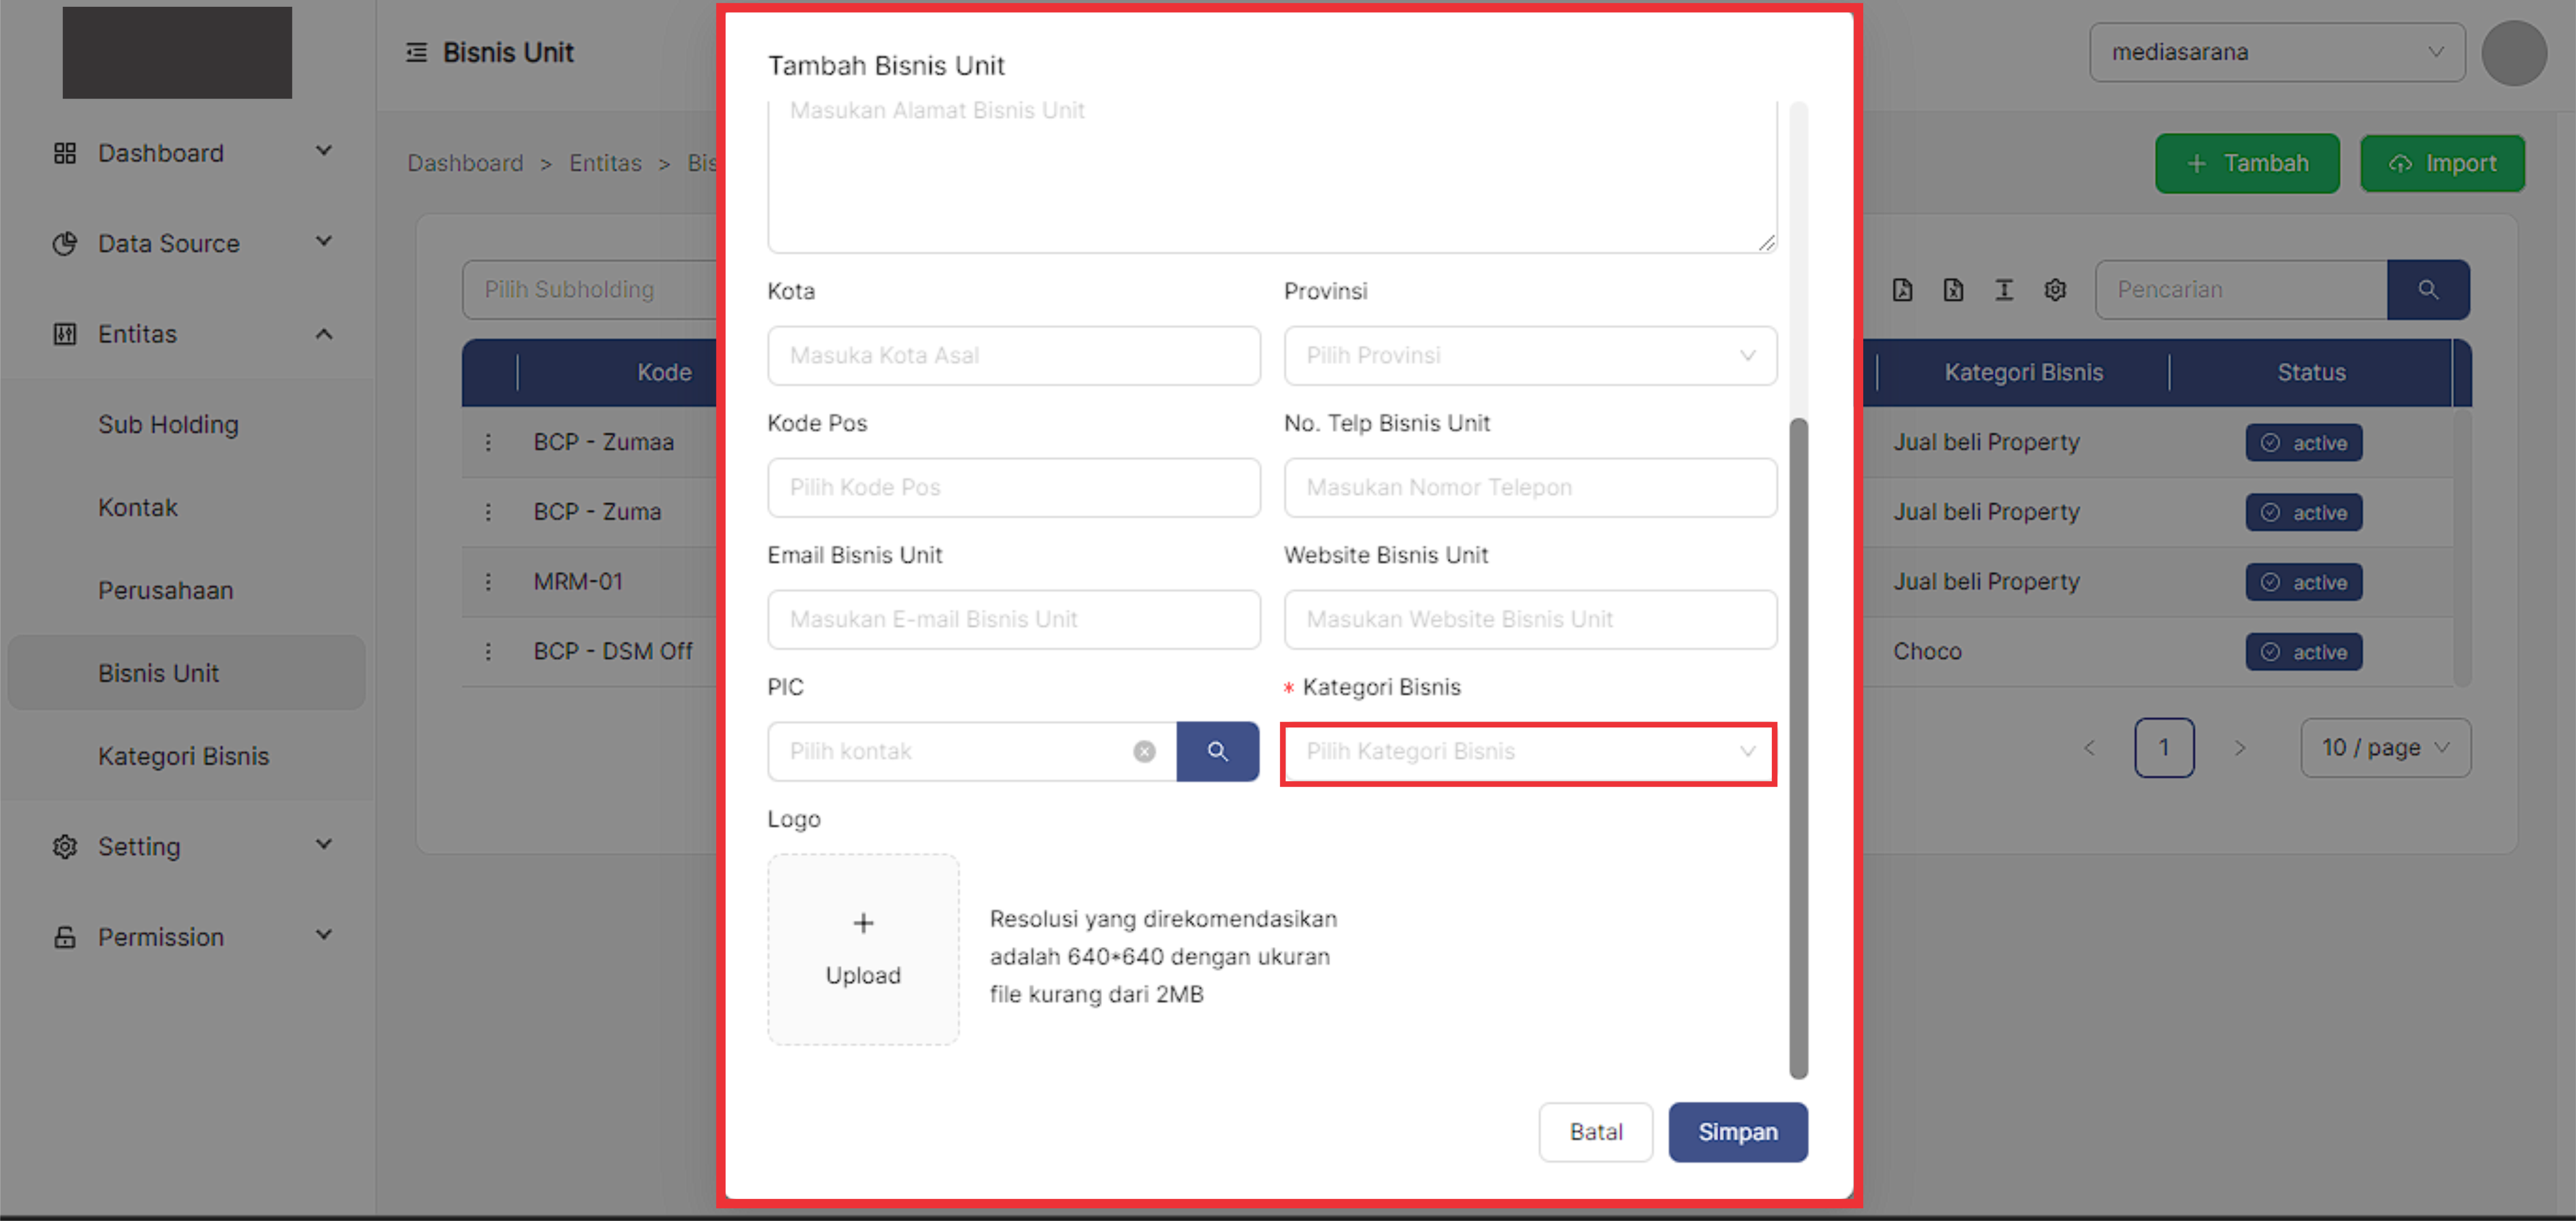 Bisnis Unit
mediasarana
Dashboard
Data Source
Entitas
Sub Holding
Kontak
Perusahaan
Bisnis Unit
Kategori Bisnis
Setting
Permission
Dashboard > Entitas > Bis
+ Tambah
Import
Pilih Subholding
Pencarian
Kode
Kategori Bisnis
Status
BCP - Zumaa
Jual beli Property
active
BCP - Zuma
Jual beli Property
active
MRM-01
Jual beli Property
active
BCP - DSM Off
Choco
active
< 1 >
10 / page
Tambah Bisnis Unit
Masukan Alamat Bisnis Unit
Kota
Provinsi
Masuka Kota Asal
Pilih Provinsi
Kode Pos
No. Telp Bisnis Unit
Pilih Kode Pos
Masukan Nomor Telepon
Email Bisnis Unit
Website Bisnis Unit
Masukan E-mail Bisnis Unit
Masukan Website Bisnis Unit
PIC
* Kategori Bisnis
Pilih kontak
Pilih Kategori Bisnis
Logo
+
Upload
Resolusi yang direkomendasikan
adalah 640*640 dengan ukuran
file kurang dari 2MB
Batal
Simpan